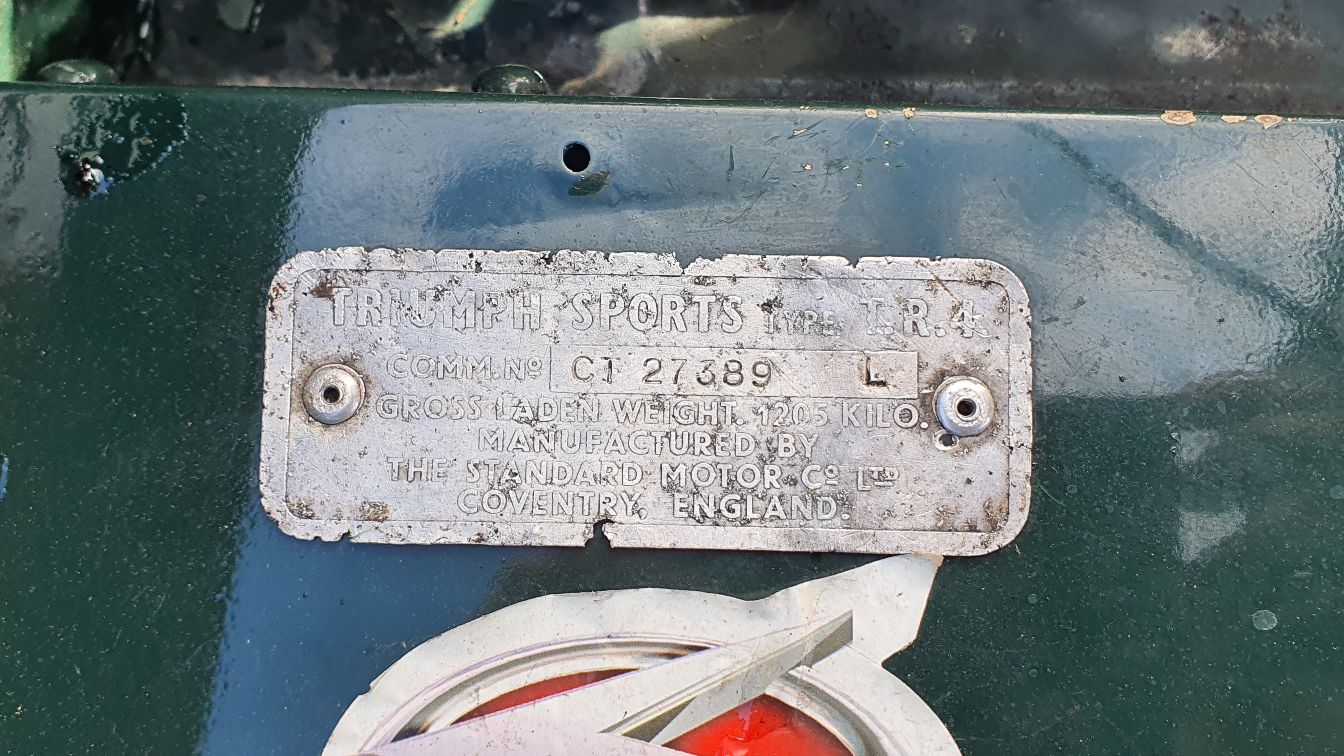 TRIUMPH SPORTS TYPE T.R.4.
COMM. Nº CT 27389 L
GROSS LADEN WEIGHT. 1205 KILO.
MANUFACTURED BY
THE STANDARD MOTOR Cº LTD
COVENTRY, ENGLAND.